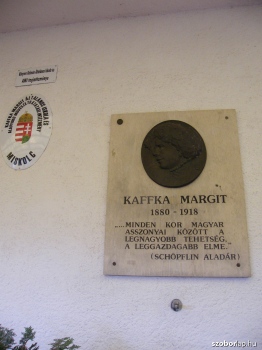 KAFFKA MARGIT
1880 - 1918
"....MINDEN KOR MAGYAR
ASSZONYAI KÖZÖTT A
LEGNAGYOBB TEHETSÉG,
A LEGGAZDAGABB ELME."
(SCHÖPFLIN ALADÁR)
MISKOLC
szoborlap.hu